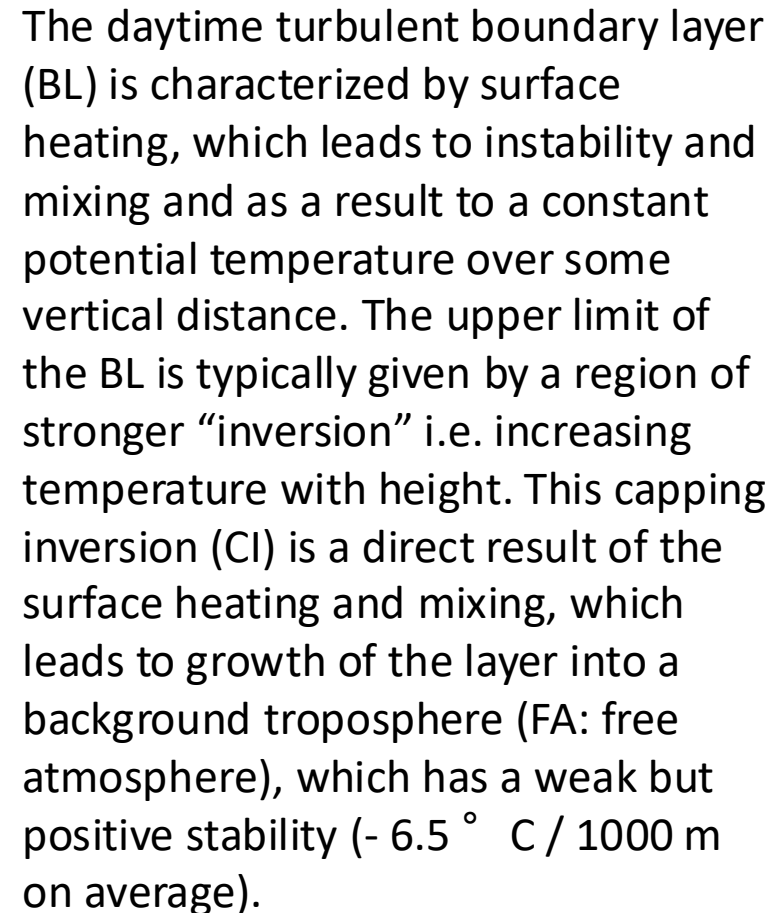 The daytime turbulent boundary layer
(BL) is characterized by surface
heating, which leads to instability and
mixing and as a result to a constant
potential temperature over some
vertical distance. The upper limit of
the BL is typically given by a region of
stronger “inversion” i.e. increasing
temperature with height. This capping
inversion (CI) is a direct result of the
surface heating and mixing, which
leads to growth of the layer into a
background troposphere (FA: free
atmosphere), which has a weak but
positive stability (- 6.5 ° C / 1000 m
on average).